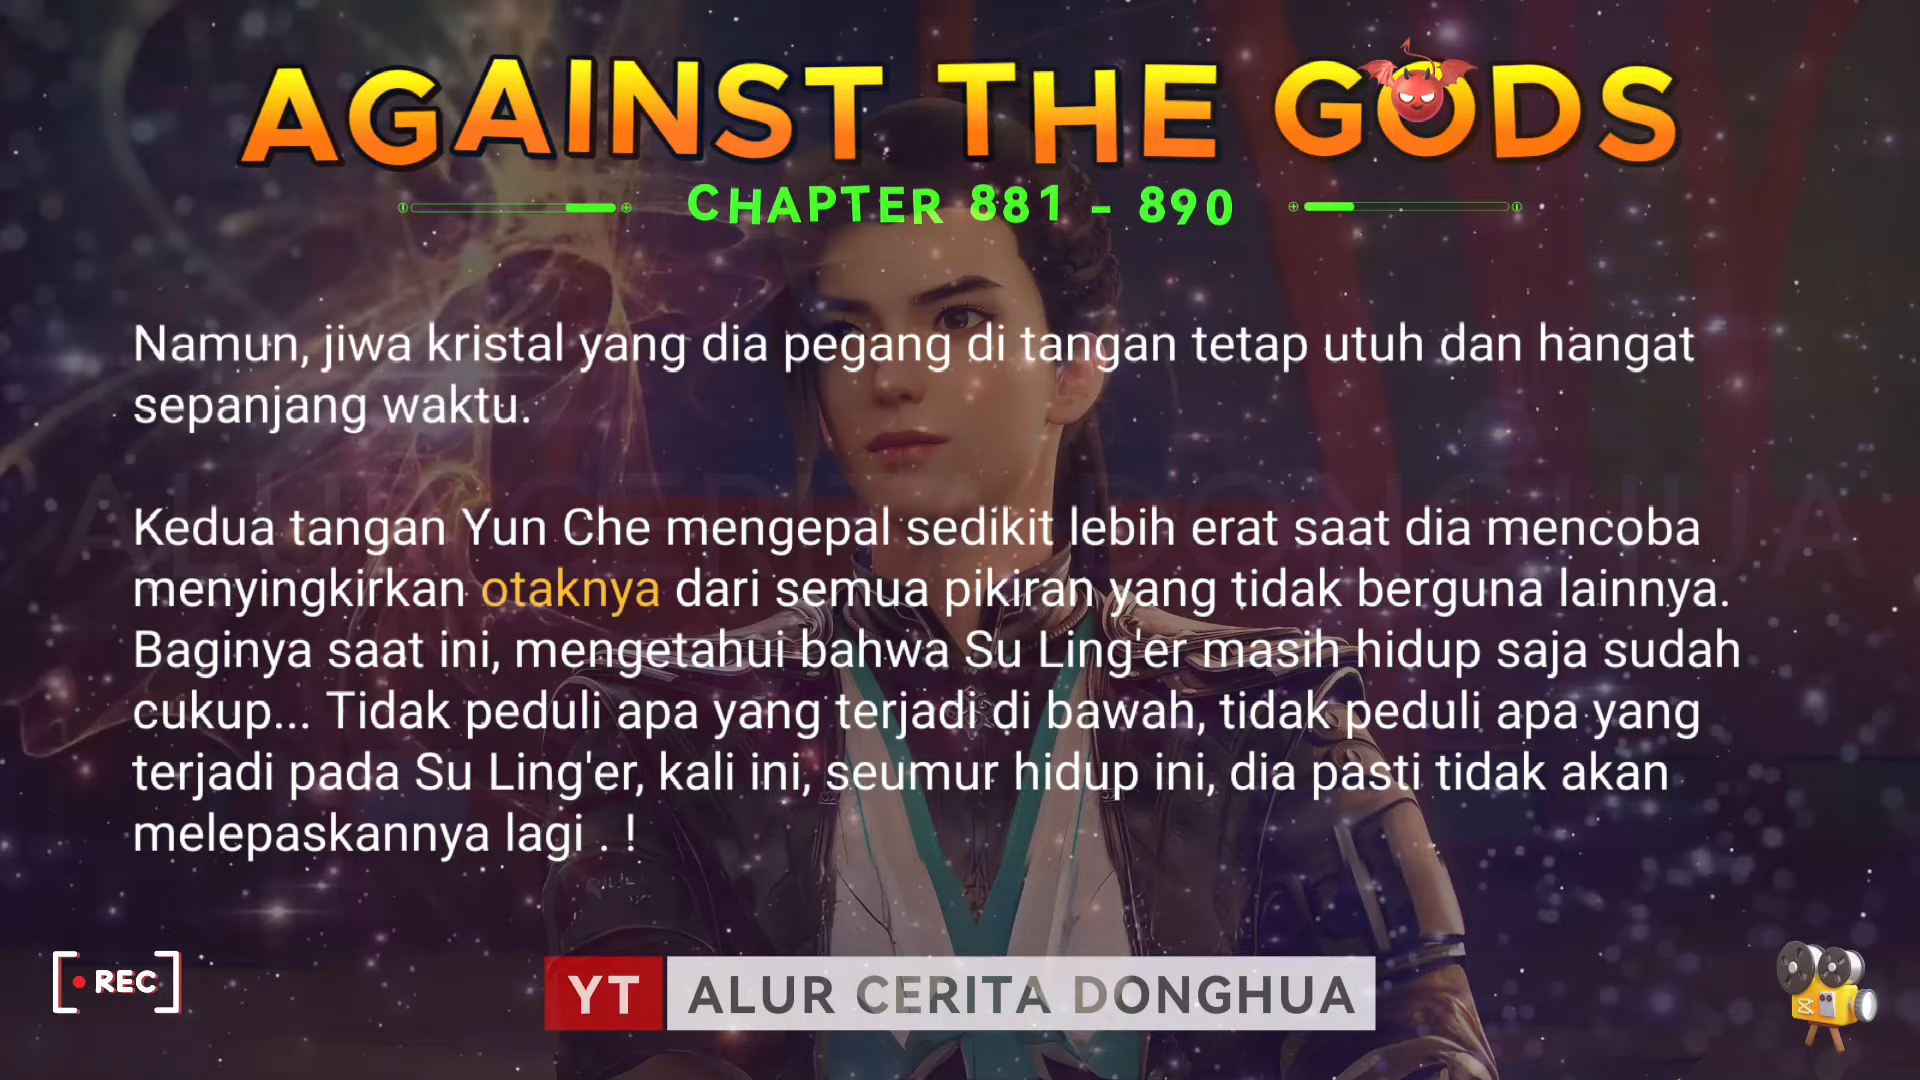 AGAINST THE GODS
CHAPTER 881 - 890
Namun, jiwa kristal yang dia pegang di tangan tetap utuh dan hangat
sepanjang waktu.
Kedua tangan Yun Che mengepal sedikit lebih erat saat dia mencoba
menyingkirkan otaknya dari semua pikiran yang tidak berguna lainnya.
Baginya saat ini, mengetahui bahwa Su Ling'er masih hidup saja sudah
cukup... Tidak peduli apa yang terjadi di bawah, tidak peduli apa yang
terjadi pada Su Ling'er, kali ini, seumur hidup ini, dia pasti tidak akan
melepaskannya lagi . !
ALUR CERITA DONGHUA
REC
YT ALUR CERITA DONGHUA